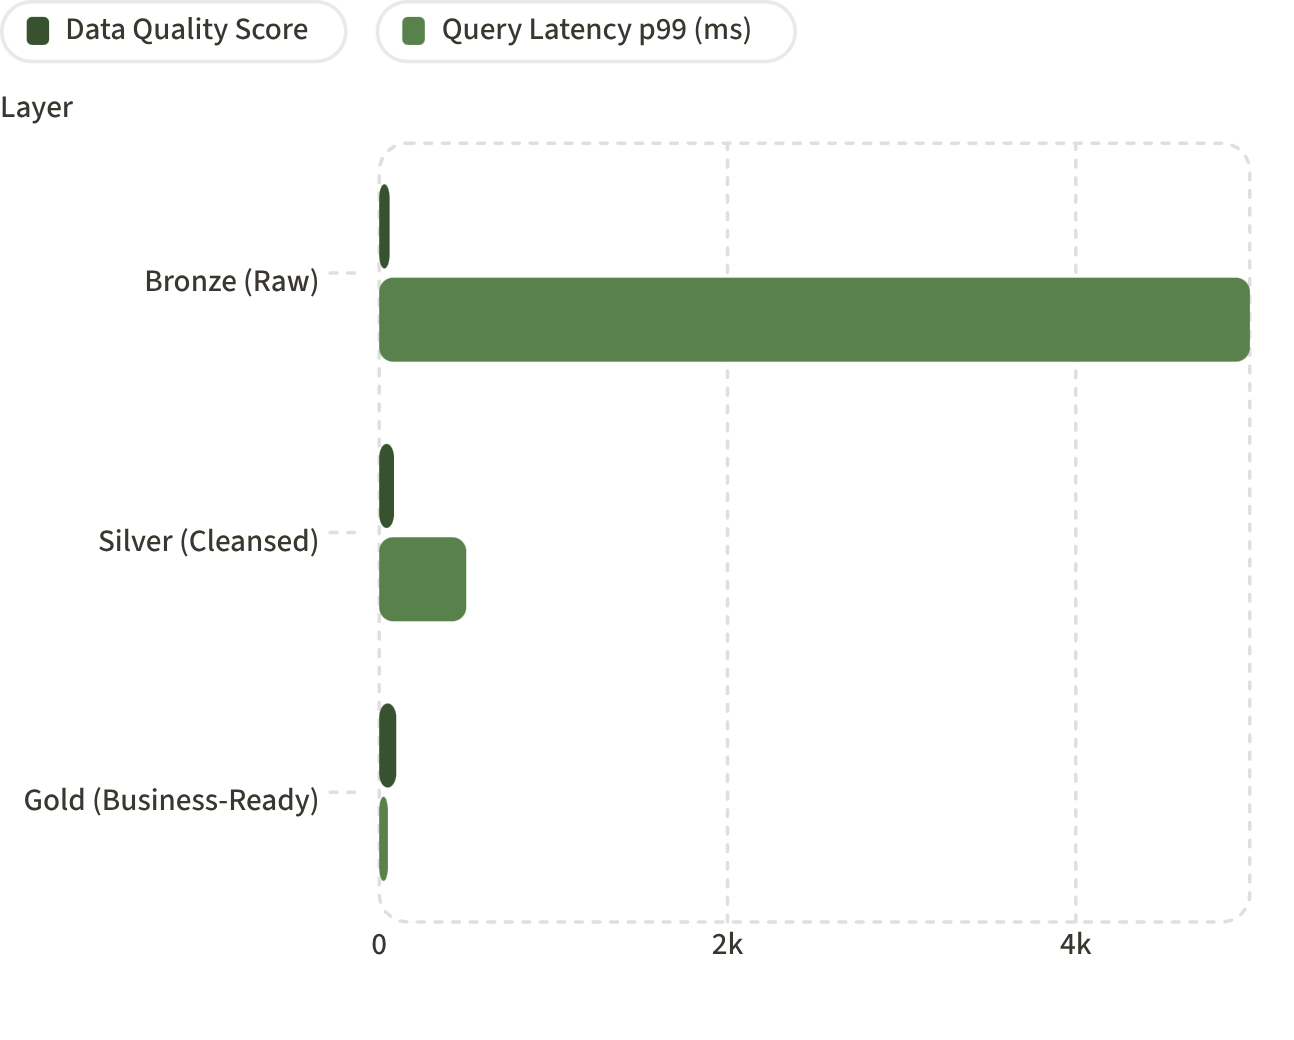 Data Quality Score
Query Latency p99 (ms)
Layer
Bronze (Raw)
Silver (Cleansed)
Gold (Business-Ready)
0 2k 4k